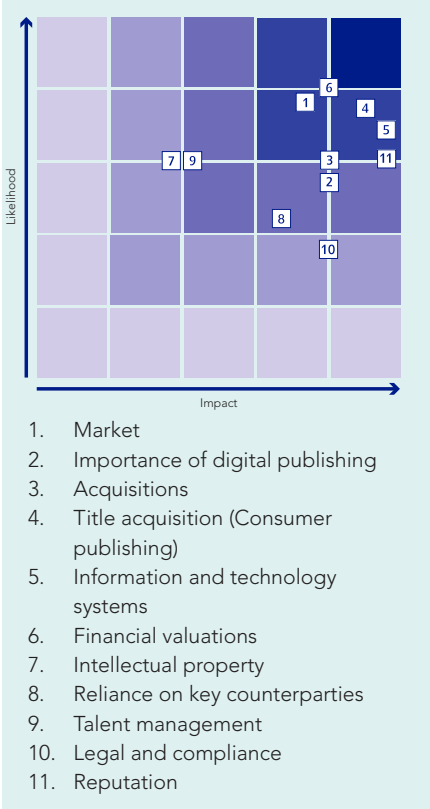 6
1
4
5
7
9
3
11
2
8
10
Likelihood
Impact
1. Market
2. Importance of digital publishing
3. Acquisitions
4. Title acquisition (Consumer
publishing)
5. Information and technology
systems
6. Financial valuations
7. Intellectual property
8. Reliance on key counterparties
9. Talent management
10. Legal and compliance
11. Reputation